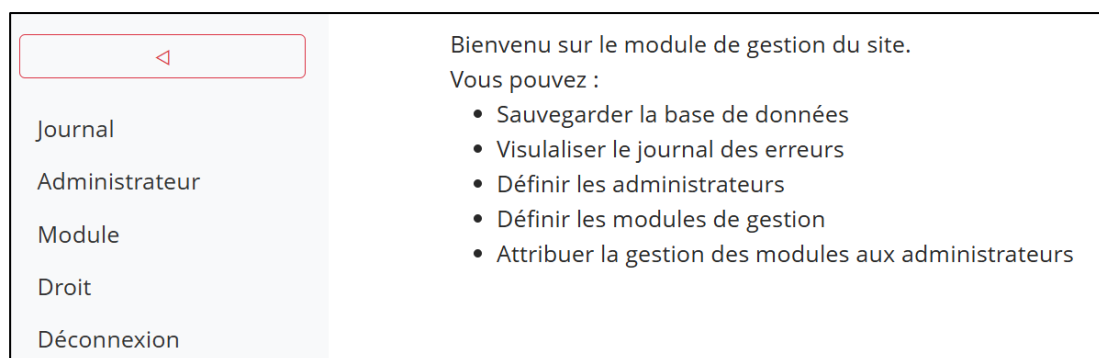 Journal
Administrateur
Module
Droit
Déconnexion
Bienvenu sur le module de gestion du site.
Vous pouvez :
• Sauvegarder la base de données
• Visulaliser le journal des erreurs
• Définir les administrateurs
• Définir les modules de gestion
• Attribuer la gestion des modules aux administrateurs